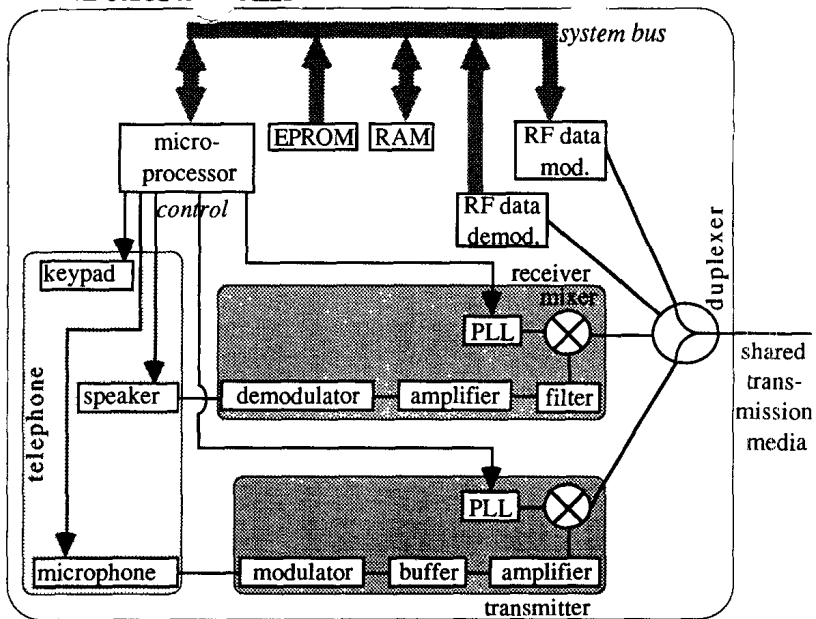 system bus
micro-
processor
EPROM
RAM
RF data
mod.
control
RF data
demod.
duplexer
keypad
receiver
mixer
PLL
shared
trans-
mission
media
telephone
speaker
demodulator
amplifier
filter
PLL
microphone
modulator
buffer
amplifier
transmitter